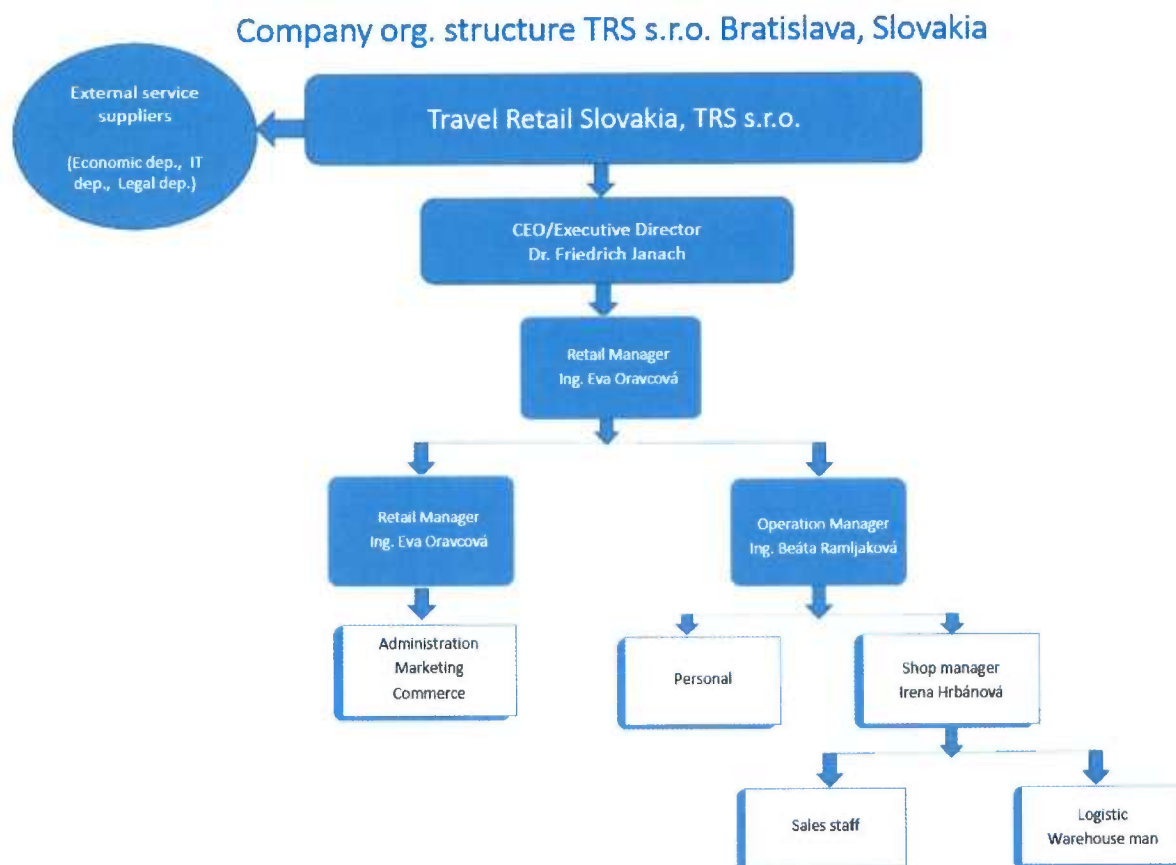 Company org. structure TRS s.r.o. Bratislava, Slovakia
External service
suppliers
(Economic dep., IT
dep., Legal dep.)
Travel Retail Slovakia, TRS s.r.o.
CEO/Executive Director
Dr. Friedrich Janach
Retail Manager
Ing. Eva Oravcová
Retail Manager
Ing. Eva Oravcová
Operation Manager
Ing. Beáta Ramljaková
Administration
Marketing
Commerce
Personal
Shop manager
Irena Hrbánová
Sales staff
Logistic
Warehouse man